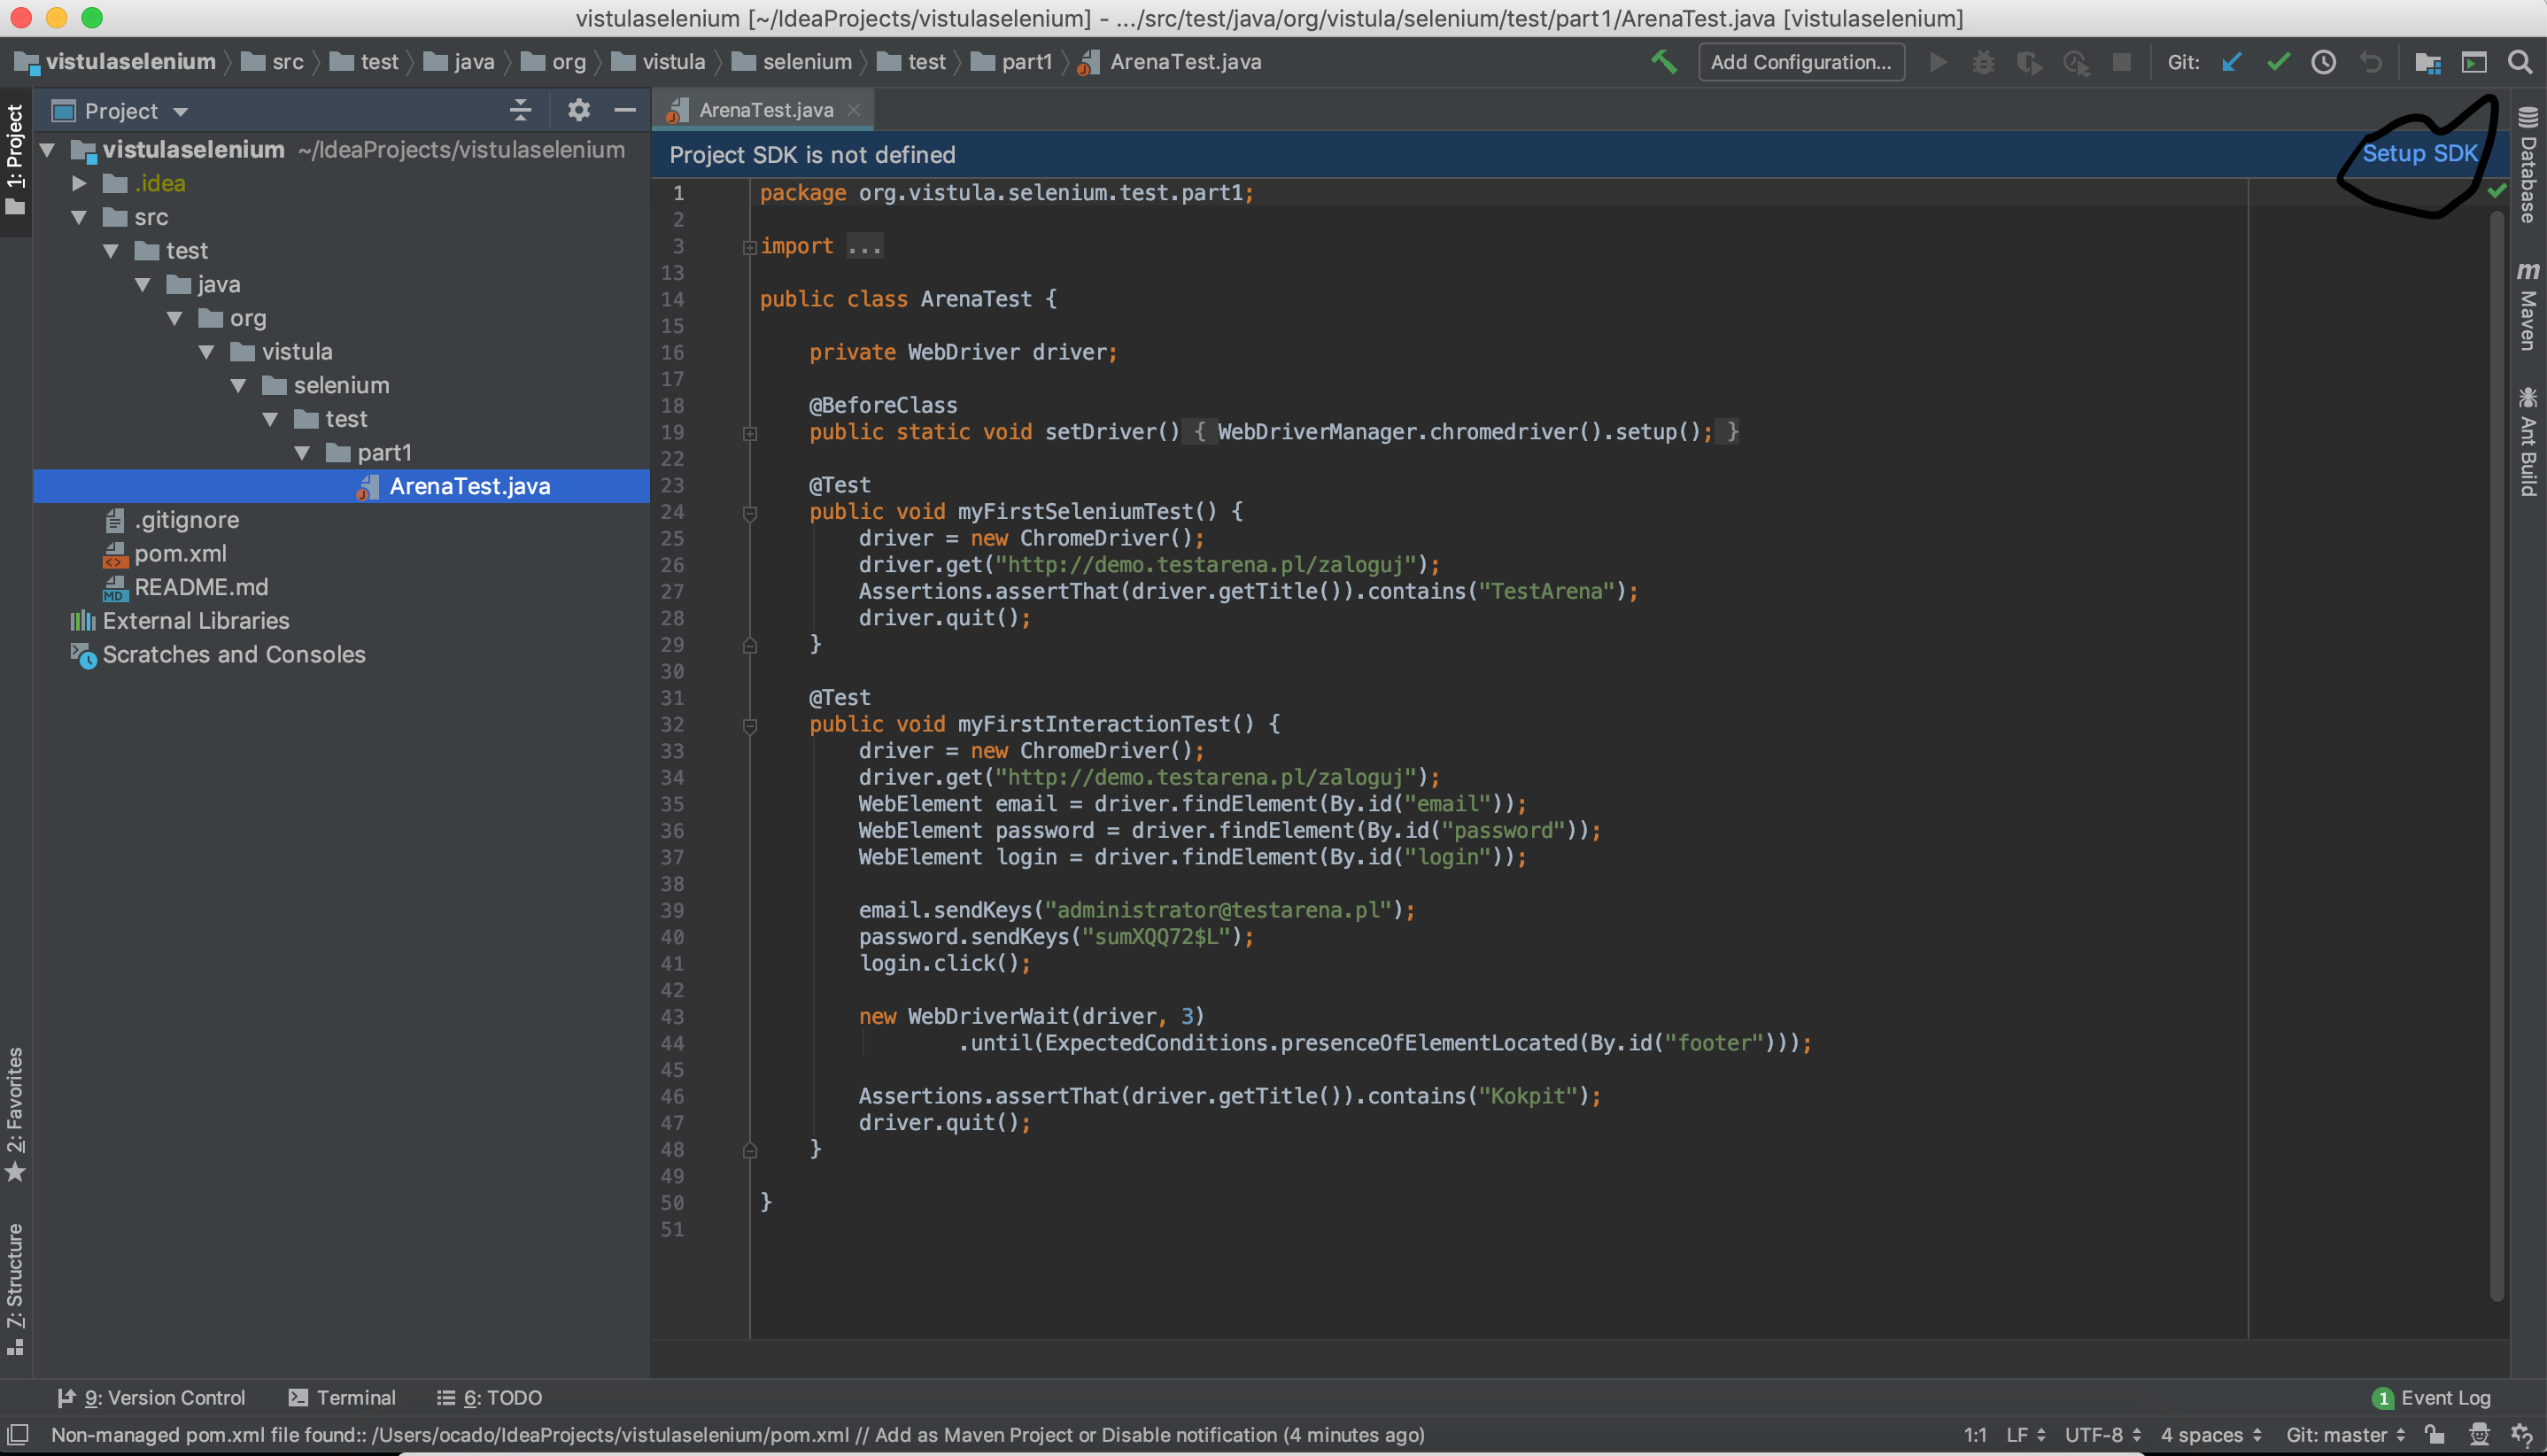 vistulaselenium [~/IdeaProjects/vistulaselenium] - .../src/test/java/org/vistula/selenium/test/part1/ArenaTest.java [vistulaselenium]
vistulaselenium src test java org vistula selenium test part1 ArenaTest.java Add Configuration... Git:
1: Project
Project
vistulaselenium ~/IdeaProjects/vistulaselenium
.idea
src
test
java
org
vistula
selenium
test
part1
ArenaTest.java
.gitignore
pom.xml
README.md
External Libraries
Scratches and Consoles
2: Favorites
7: Structure
ArenaTest.java
Project SDK is not defined Setup SDK
1 package org.vistula.selenium.test.part1;
2
3 import ...
13
14 public class ArenaTest {
15
16 private WebDriver driver;
17
18 @BeforeClass
19 public static void setDriver() { WebDriverManager.chromedriver().setup(); }
22
23 @Test
24 public void myFirstSeleniumTest() {
25 driver = new ChromeDriver();
26 driver.get("http://demo.testarena.pl/zaloguj");
27 Assertions.assertThat(driver.getTitle()).contains("TestArena");
28 driver.quit();
29 }
30
31 @Test
32 public void myFirstInteractionTest() {
33 driver = new ChromeDriver();
34 driver.get("http://demo.testarena.pl/zaloguj");
35 WebElement email = driver.findElement(By.id("email"));
36 WebElement password = driver.findElement(By.id("password"));
37 WebElement login = driver.findElement(By.id("login"));
38
39 email.sendKeys("administrator@testarena.pl");
40 password.sendKeys("sumXQQ72$L");
41 login.click();
42
43 new WebDriverWait(driver, 3)
44 .until(ExpectedConditions.presenceOfElementLocated(By.id("footer")));
45
46 Assertions.assertThat(driver.getTitle()).contains("Kokpit");
47 driver.quit();
48 }
49
50 }
51
Database
m Maven
Ant Build
9: Version Control Terminal 6: TODO 1 Event Log
Non-managed pom.xml file found:: /Users/ocado/IdeaProjects/vistulaselenium/pom.xml // Add as Maven Project or Disable notification (4 minutes ago) 1:1 LF UTF-8 4 spaces Git: master